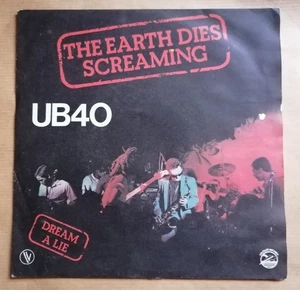 THE EARTH DIES
SCREAMING
UB40
DREAM
A LIE